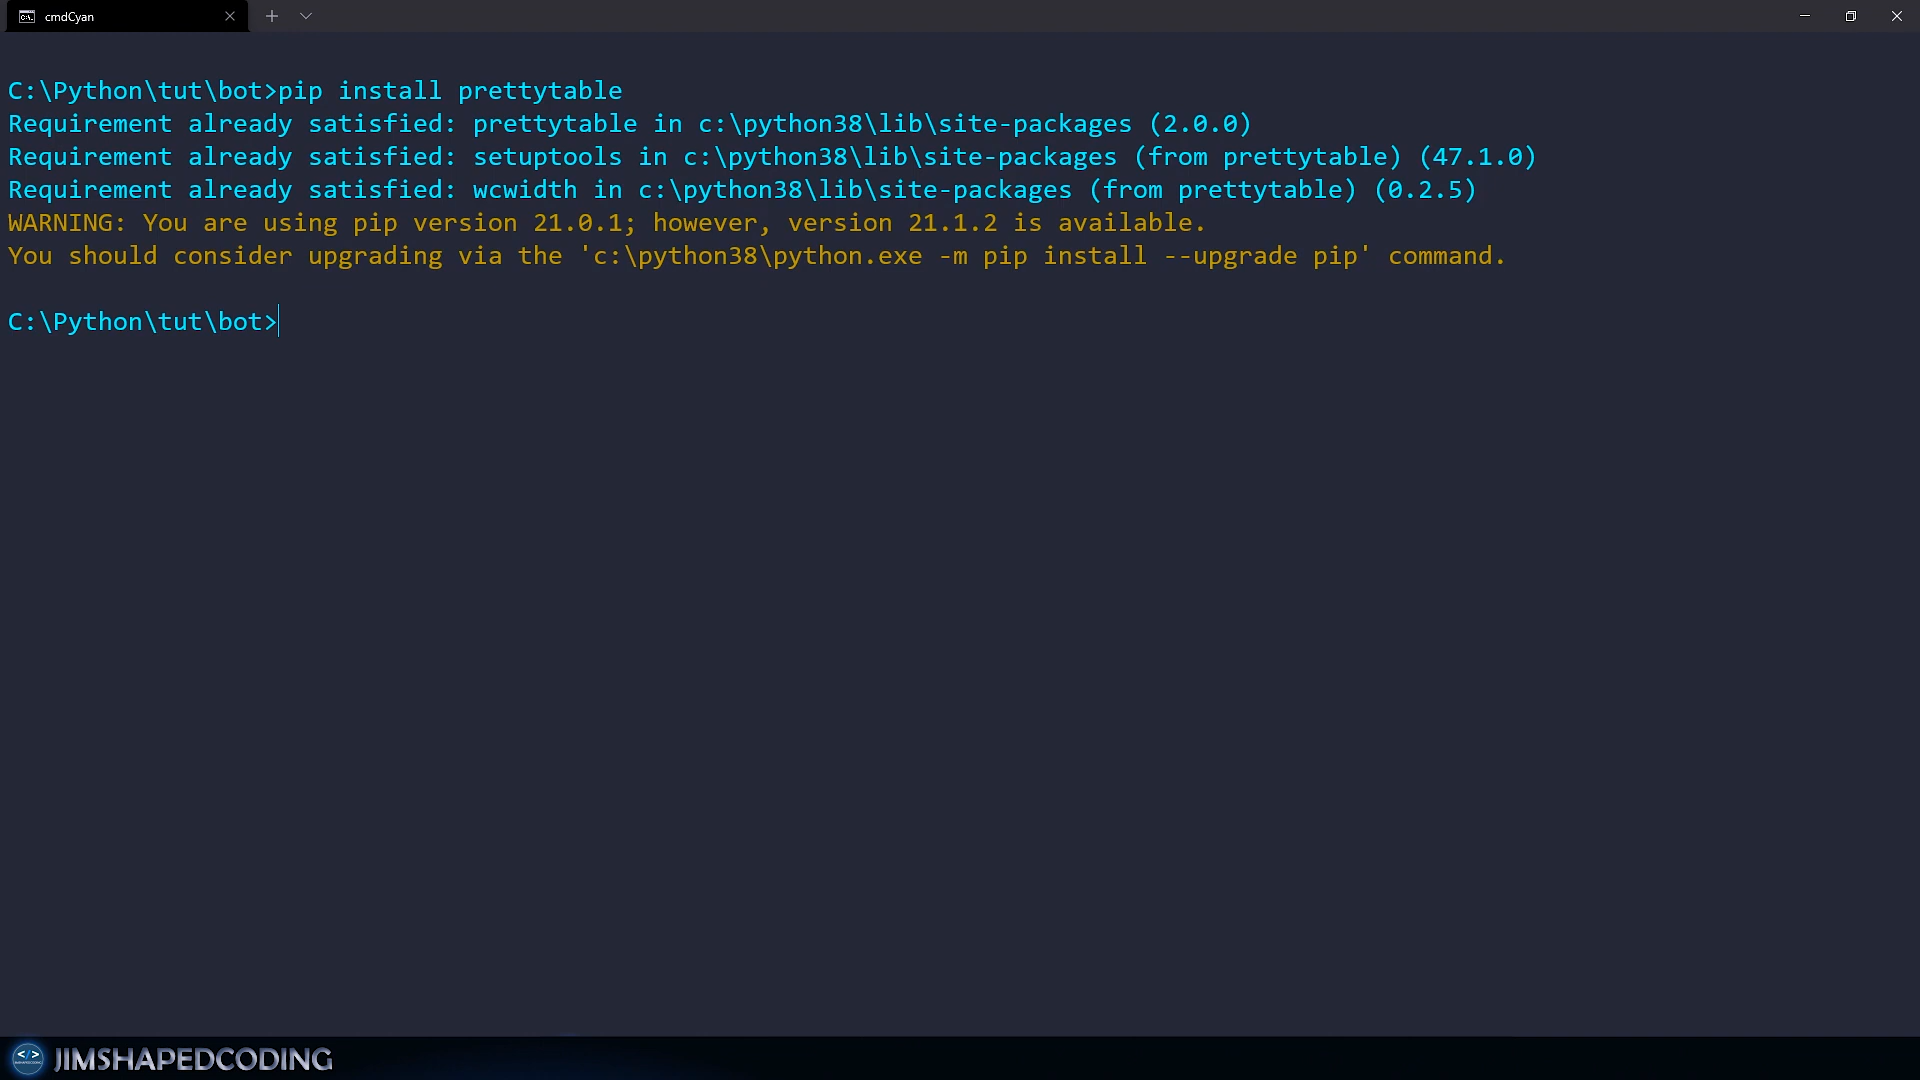 cmdCyan
C:\Python\tut\bot>pip install prettytable
Requirement already satisfied: prettytable in c:\python38\lib\site-packages (2.0.0)
Requirement already satisfied: setuptools in c:\python38\lib\site-packages (from prettytable) (47.1.0)
Requirement already satisfied: wcwidth in c:\python38\lib\site-packages (from prettytable) (0.2.5)
WARNING: You are using pip version 21.0.1; however, version 21.1.2 is available.
You should consider upgrading via the 'c:\python38\python.exe -m pip install --upgrade pip' command.
C:\Python\tut\bot>
JIMSHAPEDCODING